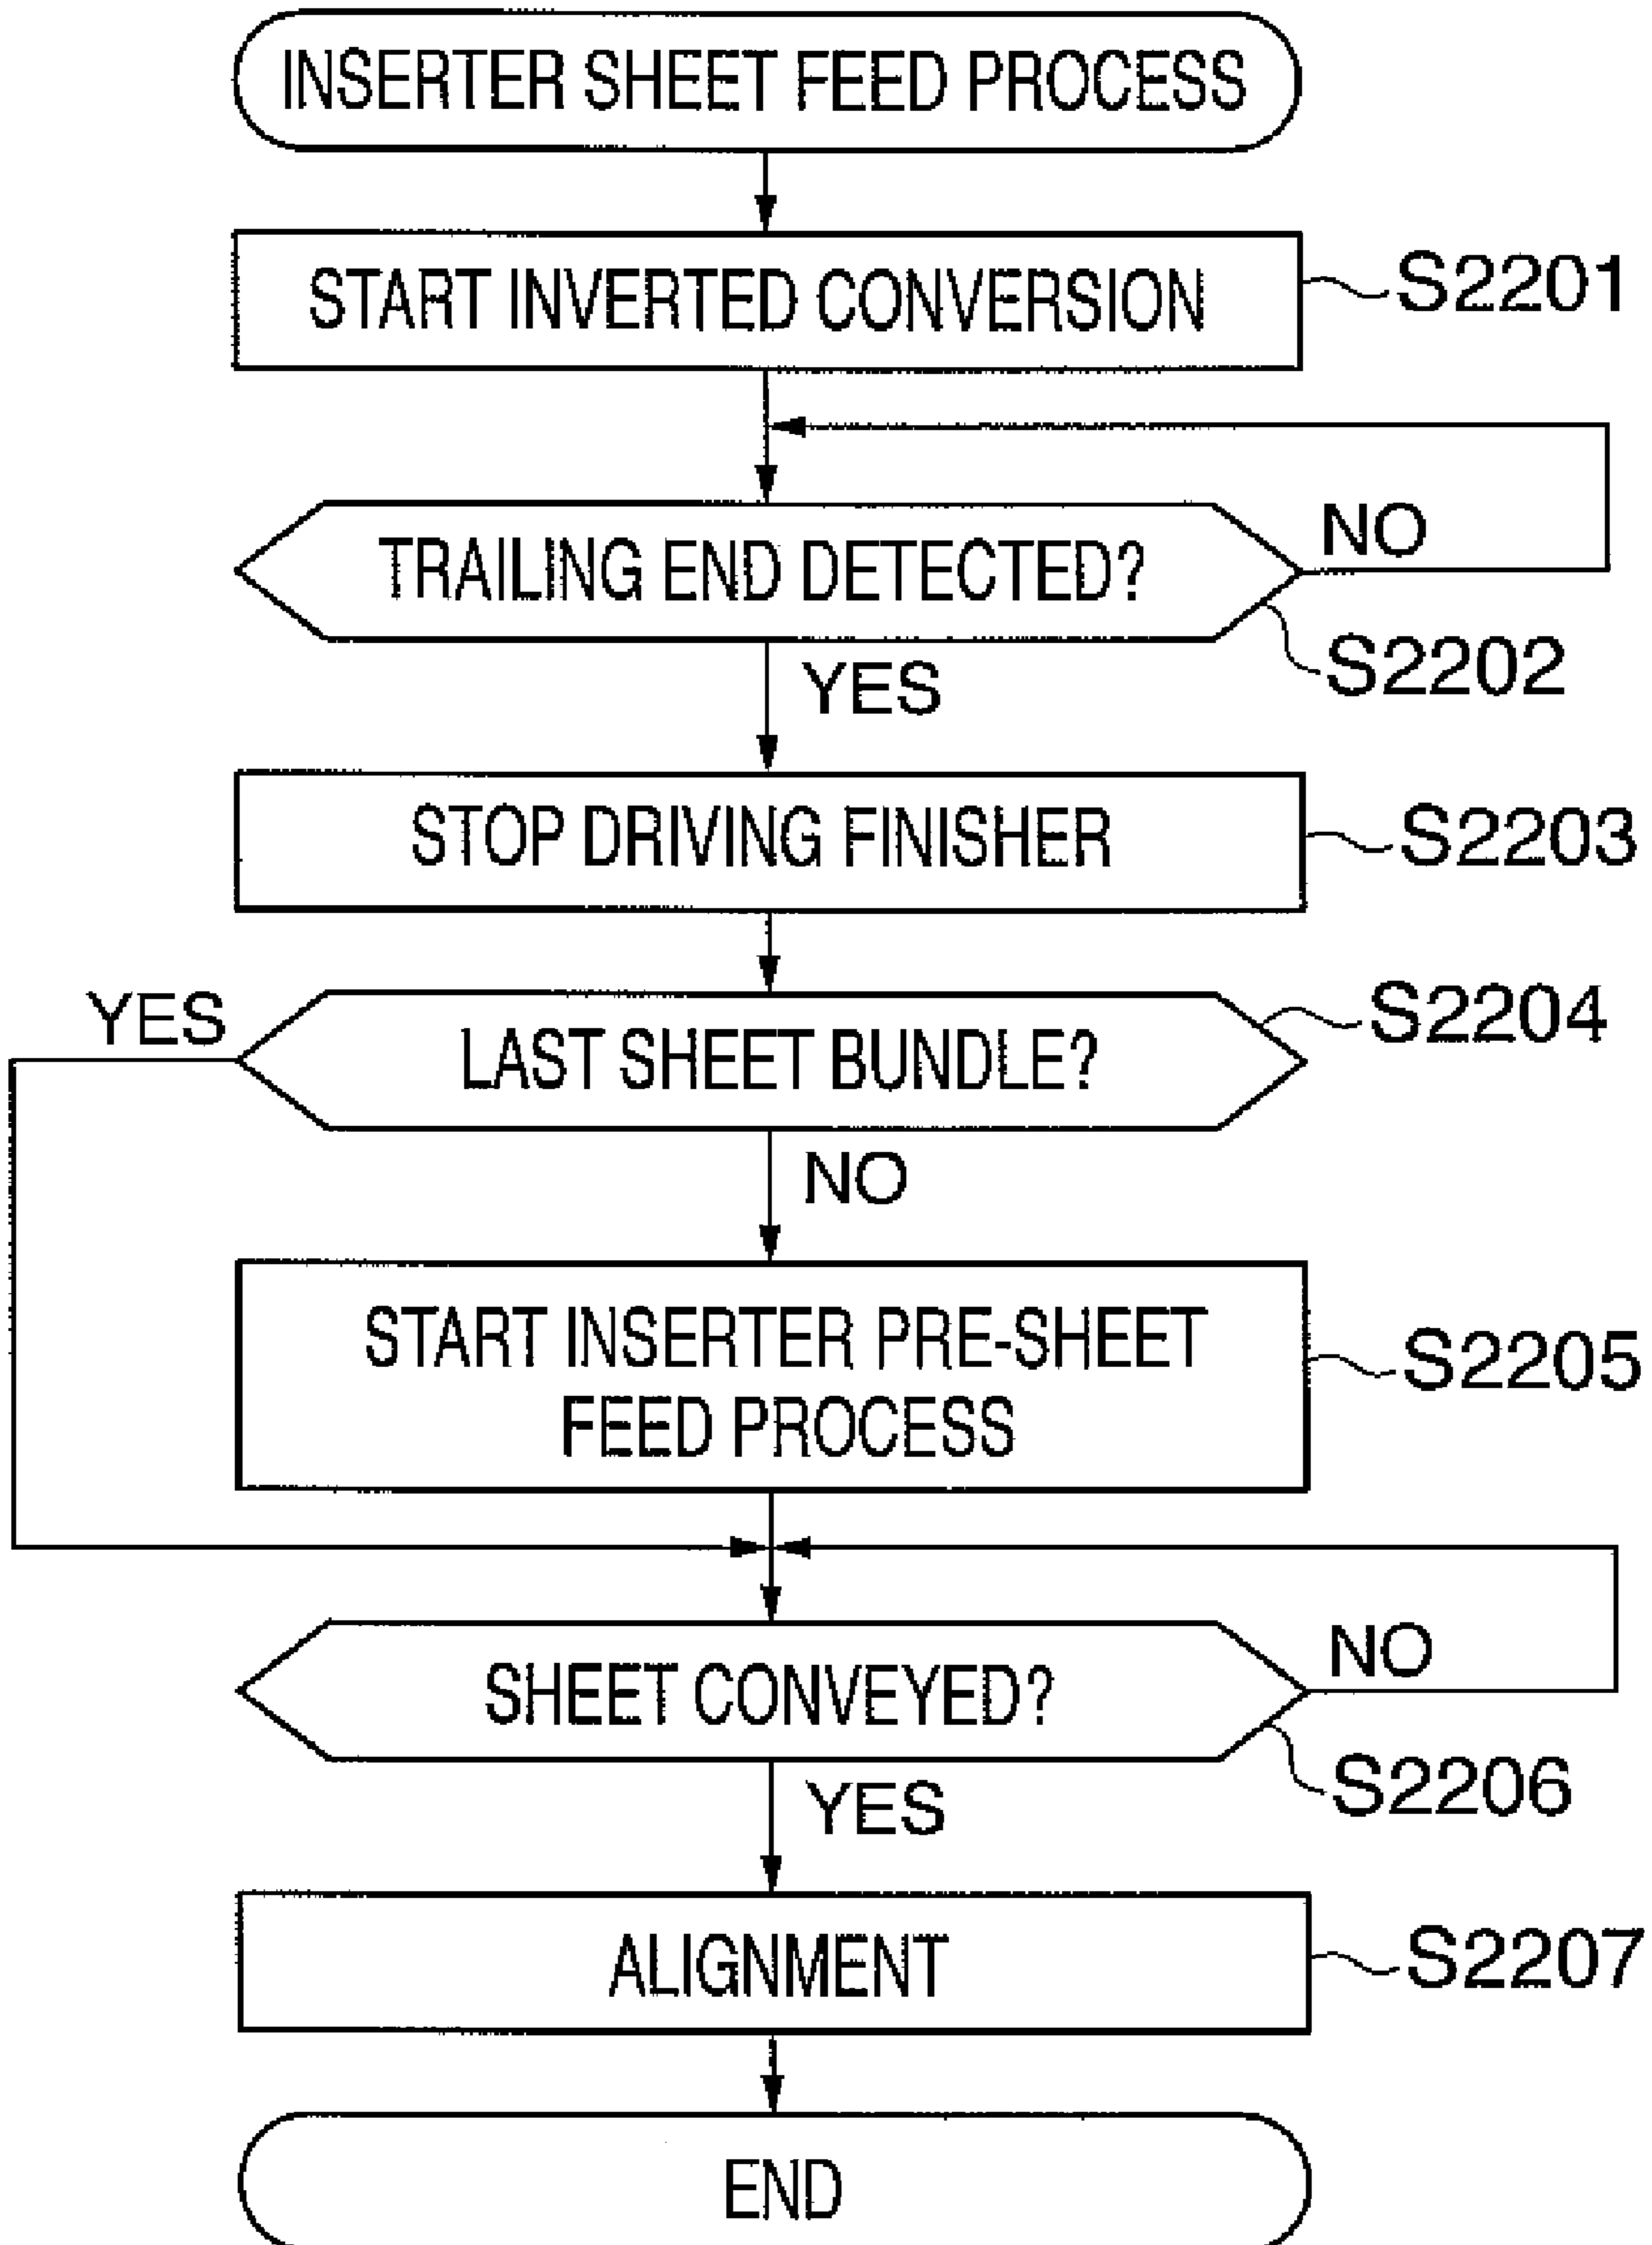 INSERTER SHEET FEED PROCESS
START INVERTED CONVERSION
S2201
TRAILING END DETECTED?
NO
S2202
YES
STOP DRIVING FINISHER
S2203
YES
LAST SHEET BUNDLE?
S2204
NO
START INSERTER PRE-SHEET
FEED PROCESS
S2205
SHEET CONVEYED?
NO
S2206
YES
ALIGNMENT
S2207
END